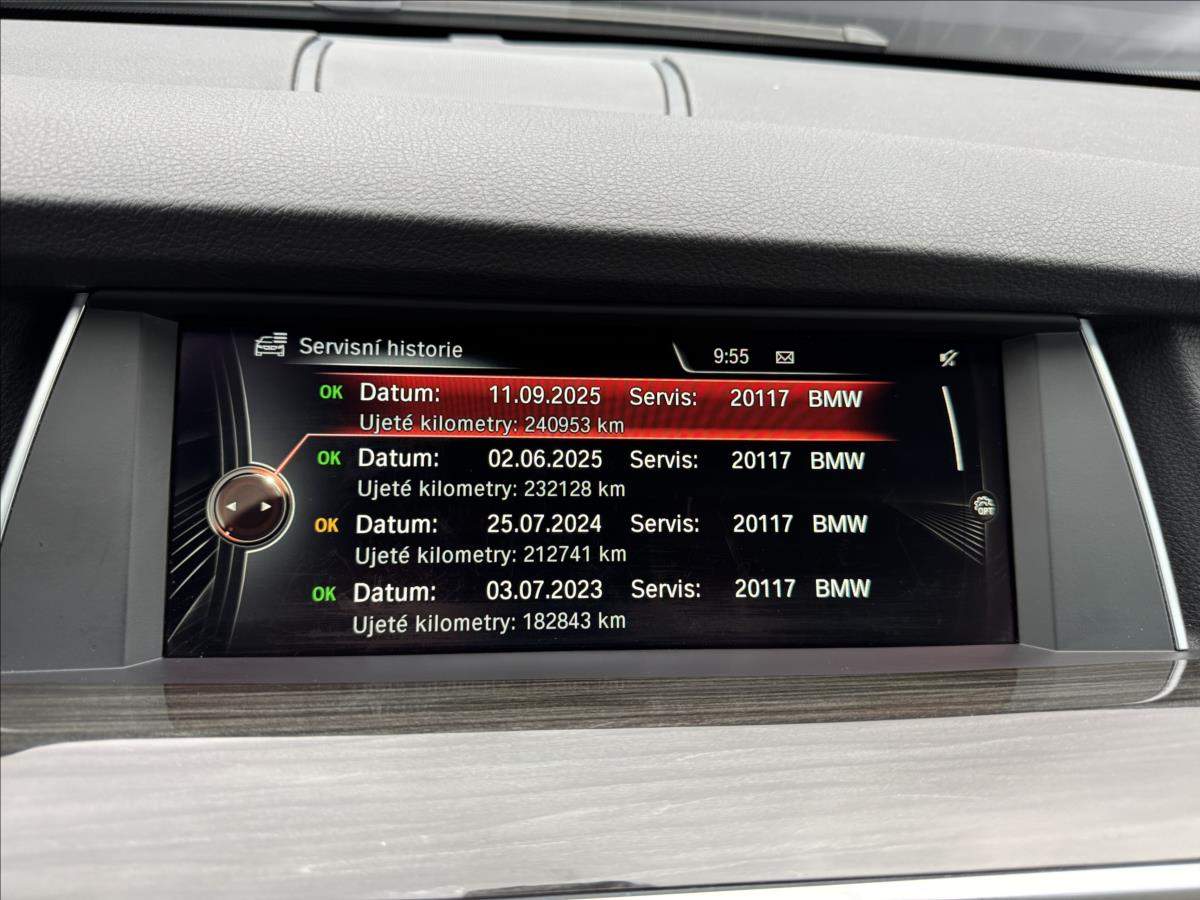 Servisní historie 9:55
OK Datum: 11.09.2025 Servis: 20117 BMW
Ujeté kilometry: 240953 km
OK Datum: 02.06.2025 Servis: 20117 BMW
Ujeté kilometry: 232128 km
OK Datum: 25.07.2024 Servis: 20117 BMW
Ujeté kilometry: 212741 km
OK Datum: 03.07.2023 Servis: 20117 BMW
Ujeté kilometry: 182843 km
OPT